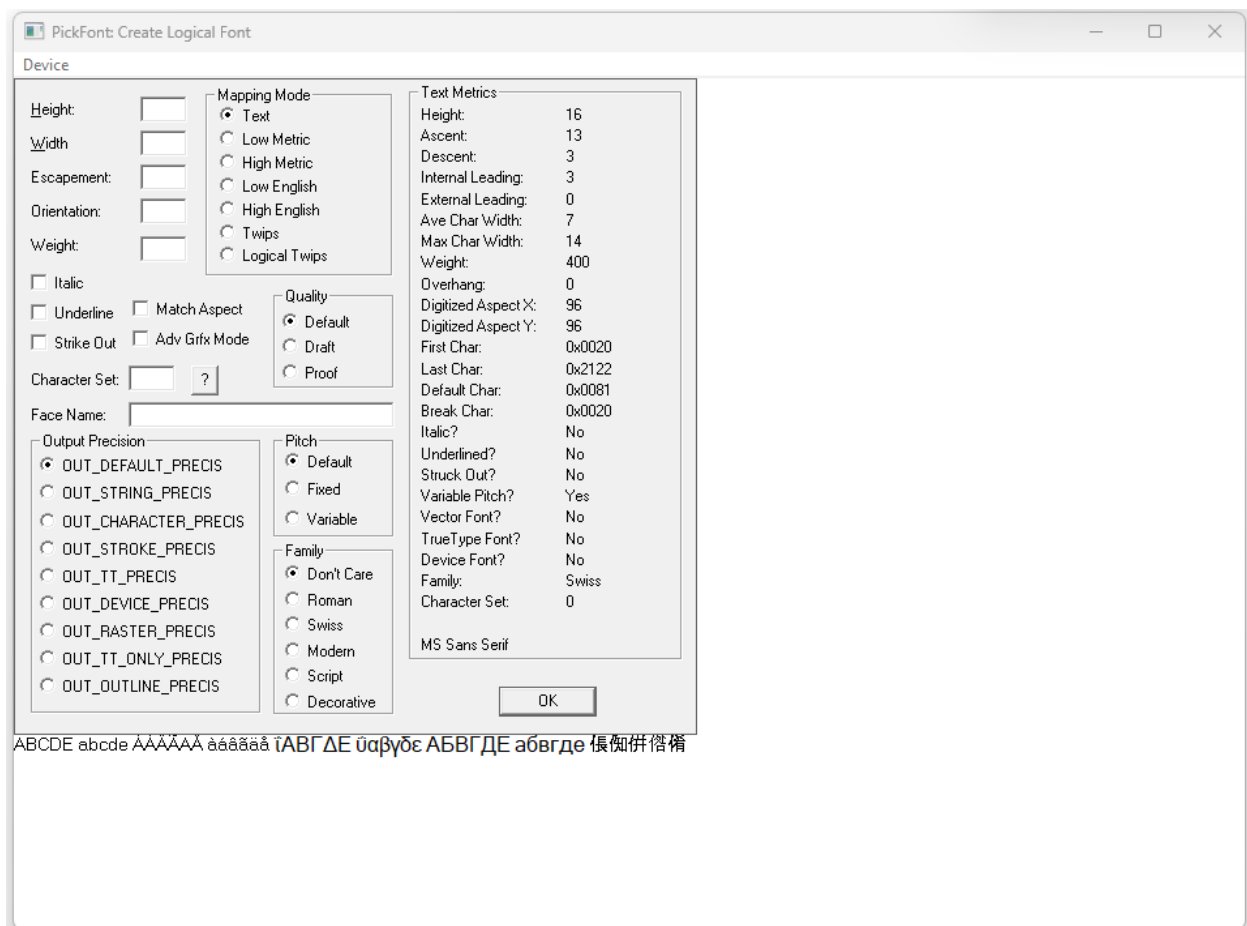 PickFont: Create Logical Font
Device
Height:
Width
Escapement:
Orientation:
Weight:
Italic
Underline
Strike Out
Match Aspect
Adv Grfx Mode
Character Set:
?
Face Name:
Mapping Mode
Text
Low Metric
High Metric
Low English
High English
Twips
Logical Twips
Quality
Default
Draft
Proof
Output Precision
OUT_DEFAULT_PRECIS
OUT_STRING_PRECIS
OUT_CHARACTER_PRECIS
OUT_STROKE_PRECIS
OUT_TT_PRECIS
OUT_DEVICE_PRECIS
OUT_RASTER_PRECIS
OUT_TT_ONLY_PRECIS
OUT_OUTLINE_PRECIS
Pitch
Default
Fixed
Variable
Family
Don't Care
Roman
Swiss
Modern
Script
Decorative
Text Metrics
Height: 16
Ascent: 13
Descent: 3
Internal Leading: 3
External Leading: 0
Ave Char Width: 7
Max Char Width: 14
Weight: 400
Overhang: 0
Digitized Aspect X: 96
Digitized Aspect Y: 96
First Char: 0x0020
Last Char: 0x2122
Default Char: 0x0081
Break Char: 0x0020
Italic? No
Underlined? No
Struck Out? No
Variable Pitch? Yes
Vector Font? No
TrueType Font? No
Device Font? No
Family: Swiss
Character Set: 0
MS Sans Serif
OK
ABCDE abcde ÀÁÂÃÄÅ àáâãäå ΐΑΒΓΔΕ ΰαβγδε АБВГДЕ абвгде